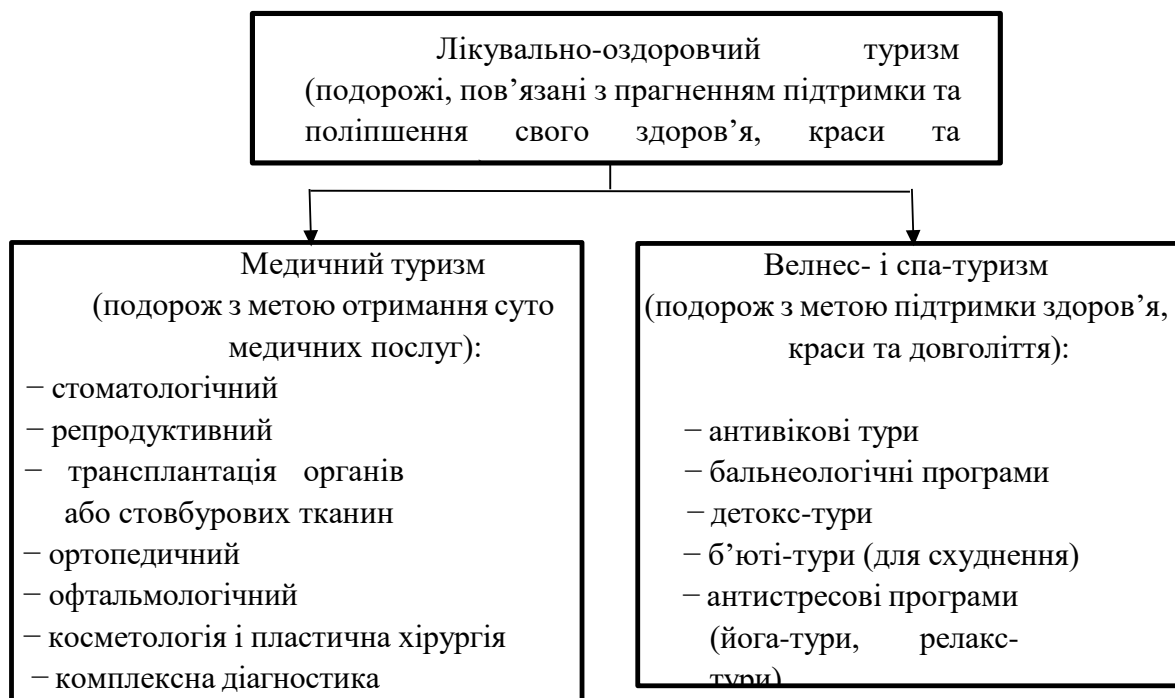 Лікувально-оздоровчий туризм
(подорожі, пов’язані з прагненням підтримки та
поліпшення свого здоров’я, краси та
Медичний туризм
(подорож з метою отримання суто
медичних послуг):
− стоматологічний
− репродуктивний
− трансплантація органів
або стовбурових тканин
− ортопедичний
− офтальмологічний
− косметологія і пластична хірургія
− комплексна діагностика
Велнес- і спа-туризм
(подорож з метою підтримки здоров’я,
краси та довголіття):
− антивікові тури
− бальнеологічні програми
− детокс-тури
− б’юті-тури (для схуднення)
− антистресові програми
(йога-тури, релакс-
тури)